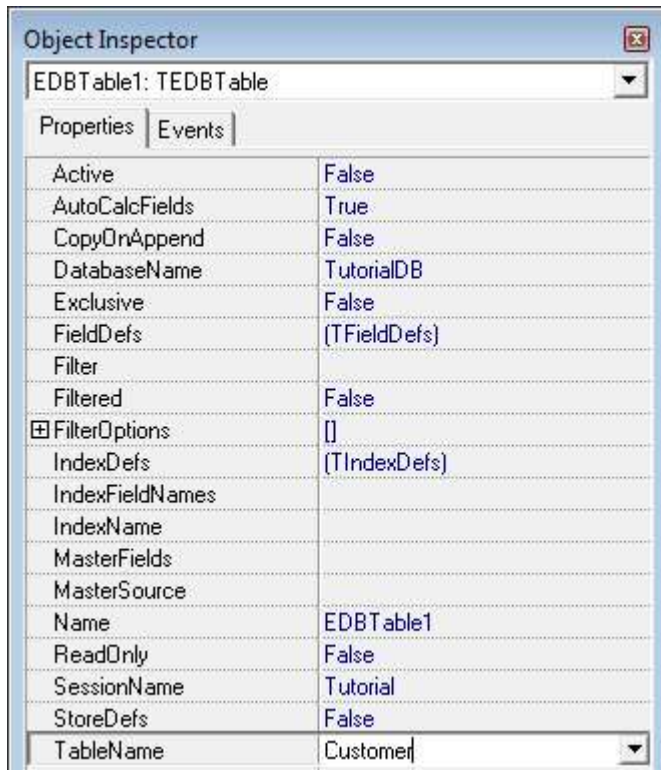 Object Inspector
EDBTable1: TEDBTable
Properties Events
Active False
AutoCalcFields True
CopyOnAppend False
DatabaseName TutorialDB
Exclusive False
FieldDefs (TFieldDefs)
Filter
Filtered False
FilterOptions []
IndexDefs (TIndexDefs)
IndexFieldNames
IndexName
MasterFields
MasterSource
Name EDBTable1
ReadOnly False
SessionName Tutorial
StoreDefs False
TableName Customer